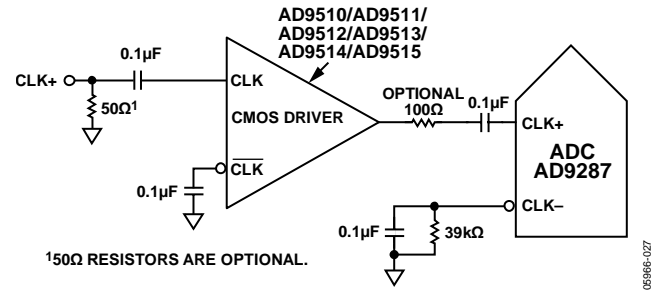 AD9510/AD9511/
AD9512/AD9513/
AD9514/AD9515
0.1µF
CLK+
50Ω¹
CLK
CMOS DRIVER
CLK
0.1µF
OPTIONAL
100Ω
0.1µF
CLK+
ADC
AD9287
CLK–
0.1µF
39kΩ
¹50Ω RESISTORS ARE OPTIONAL.
05966-027